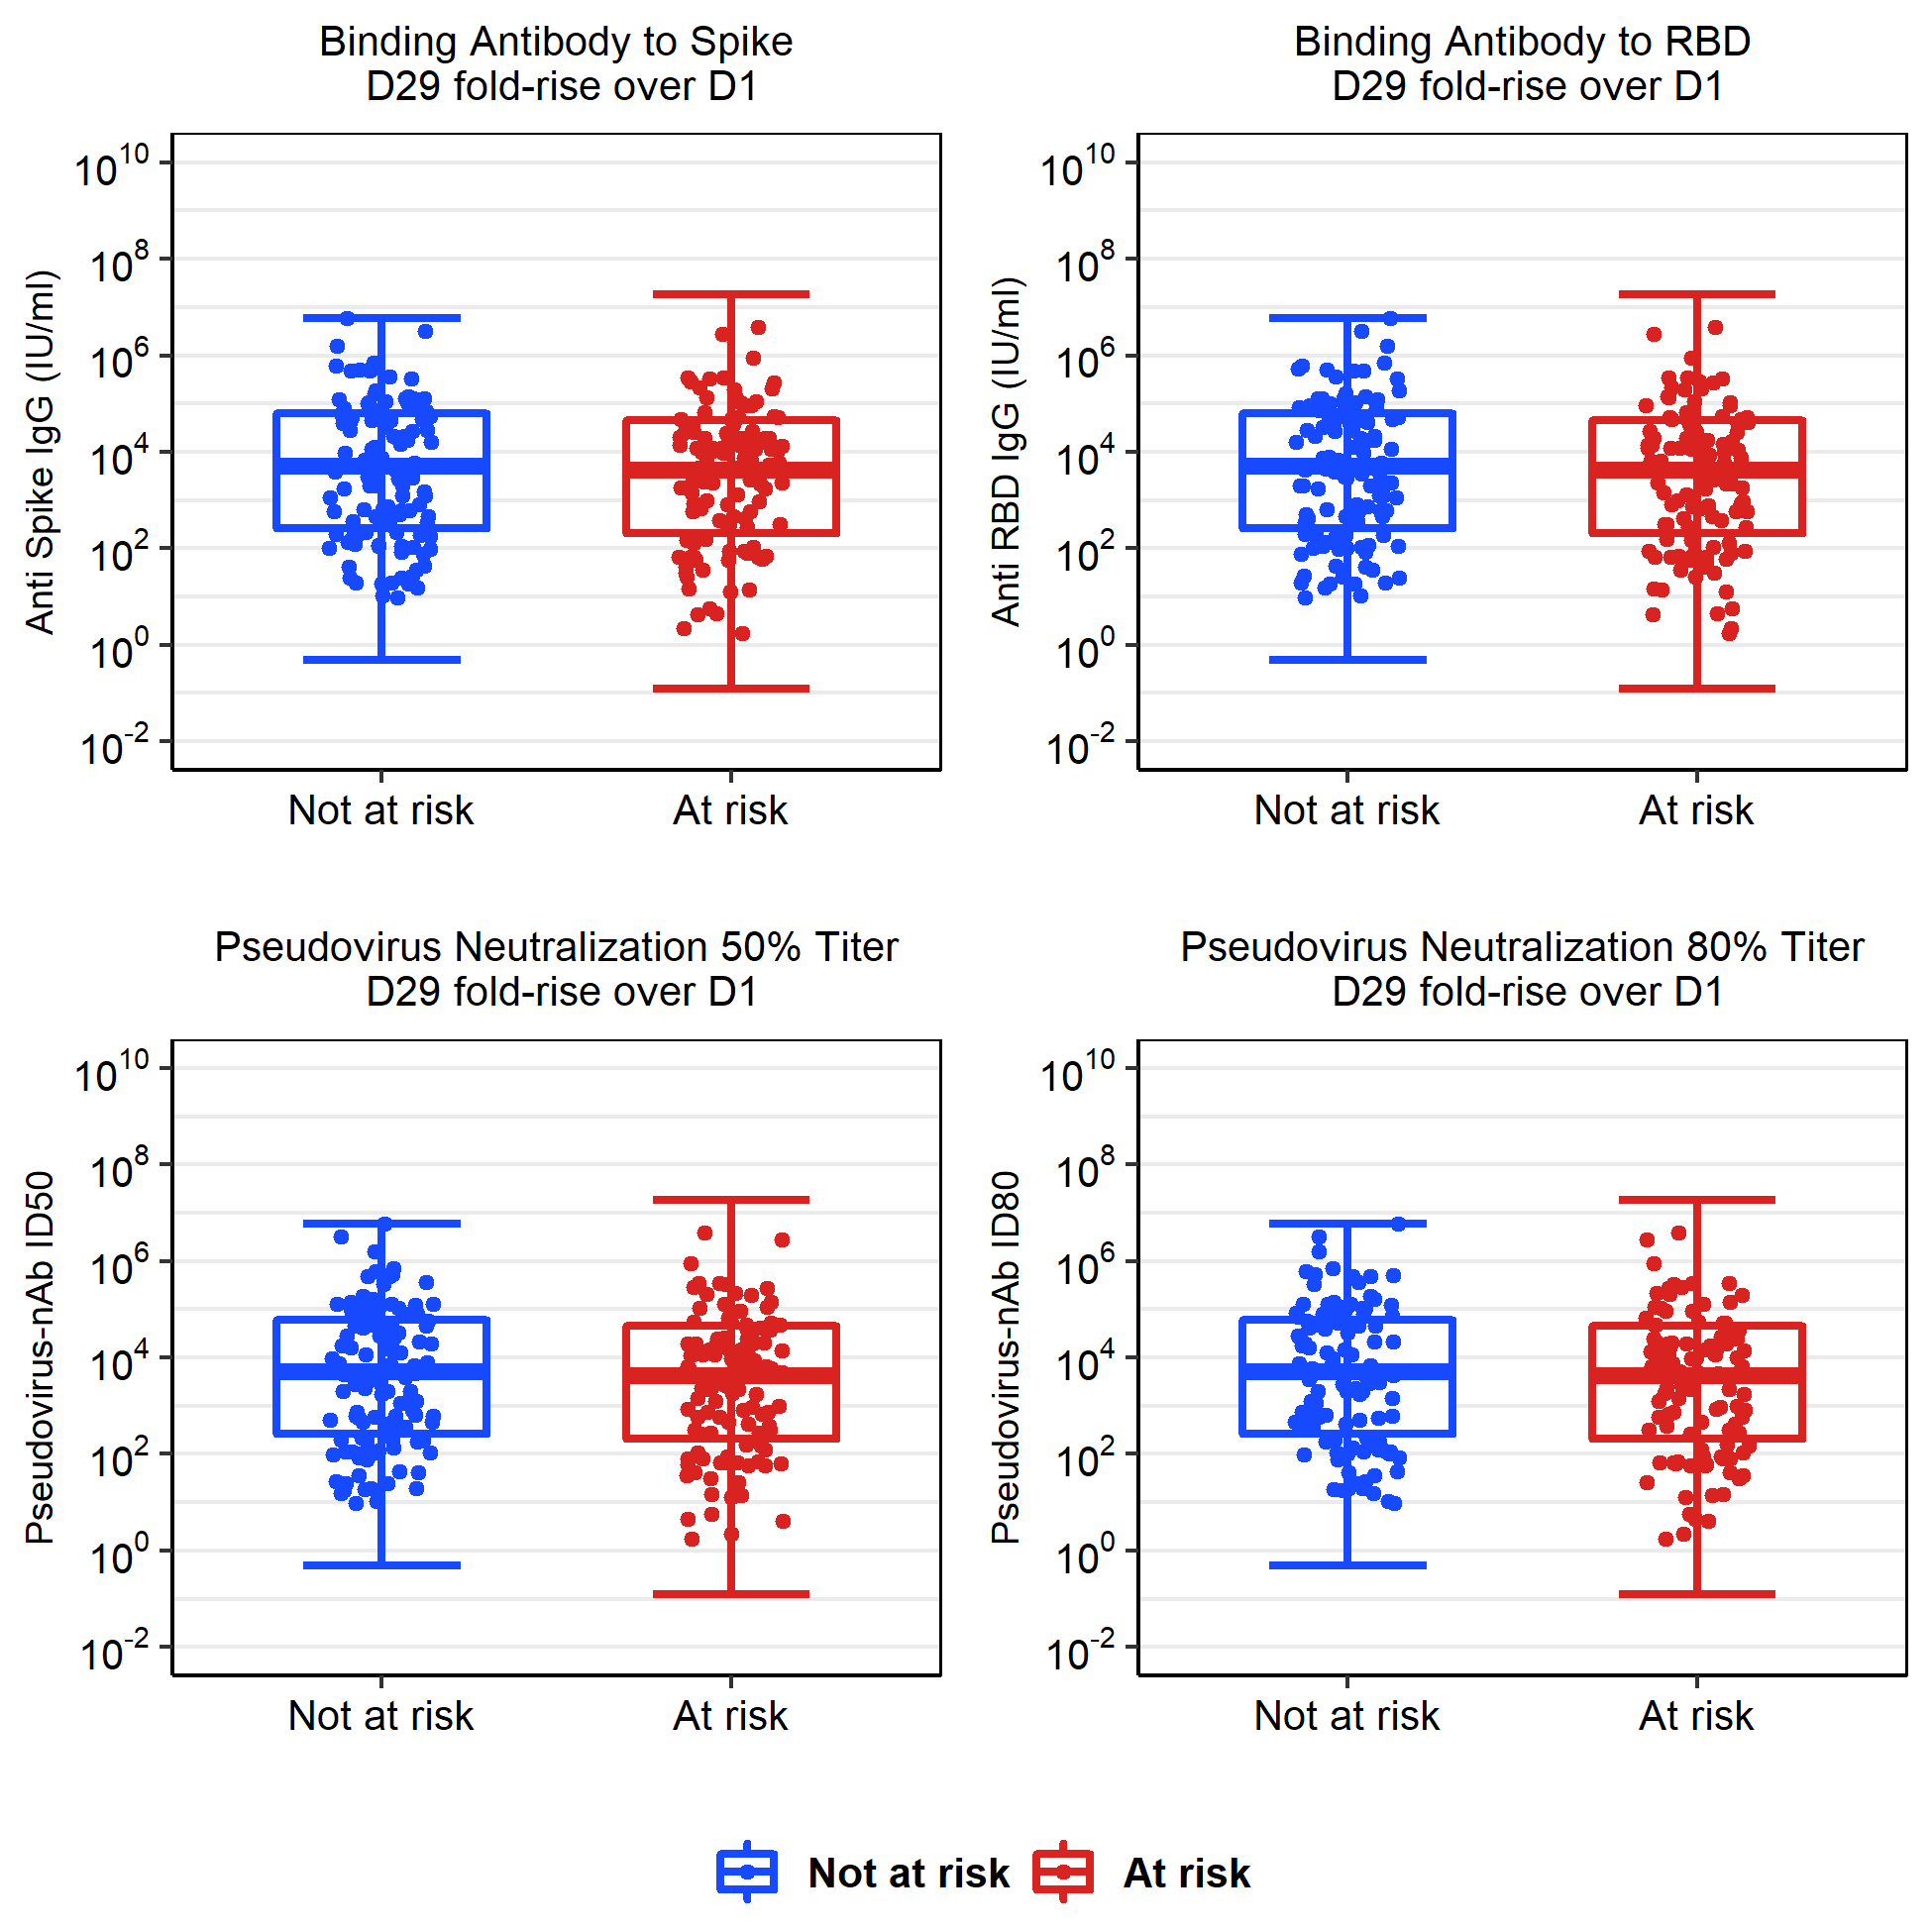 Binding Antibody to Spike
D29 fold-rise over D1
Anti Spike IgG (IU/ml)
10^10
10^8
10^6
10^4
10^2
10^0
10^-2
Not at risk At risk
Binding Antibody to RBD
D29 fold-rise over D1
Anti RBD IgG (IU/ml)
10^10
10^8
10^6
10^4
10^2
10^0
10^-2
Not at risk At risk
Pseudovirus Neutralization 50% Titer
D29 fold-rise over D1
Pseudovirus-nAb ID50
10^10
10^8
10^6
10^4
10^2
10^0
10^-2
Not at risk At risk
Pseudovirus Neutralization 80% Titer
D29 fold-rise over D1
Pseudovirus-nAb ID80
10^10
10^8
10^6
10^4
10^2
10^0
10^-2
Not at risk At risk
Not at risk At risk